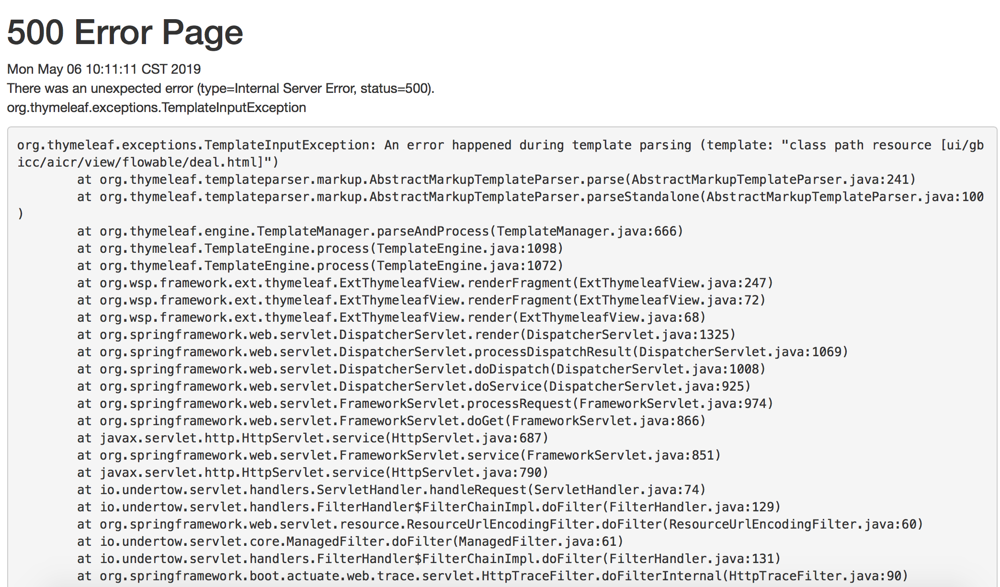 500 Error Page
Mon May 06 10:11:11 CST 2019
There was an unexpected error (type=Internal Server Error, status=500).
org.thymeleaf.exceptions.TemplateInputException
org.thymeleaf.exceptions.TemplateInputException: An error happened during template parsing (template: "class path resource [ui/gb
icc/aicr/view/flowable/deal.html]")
at org.thymeleaf.templateparser.markup.AbstractMarkupTemplateParser.parse(AbstractMarkupTemplateParser.java:241)
at org.thymeleaf.templateparser.markup.AbstractMarkupTemplateParser.parseStandalone(AbstractMarkupTemplateParser.java:100
)
at org.thymeleaf.engine.TemplateManager.parseAndProcess(TemplateManager.java:666)
at org.thymeleaf.TemplateEngine.process(TemplateEngine.java:1098)
at org.thymeleaf.TemplateEngine.process(TemplateEngine.java:1072)
at org.wsp.framework.ext.thymeleaf.ExtThymeleafView.renderFragment(ExtThymeleafView.java:247)
at org.wsp.framework.ext.thymeleaf.ExtThymeleafView.renderFragment(ExtThymeleafView.java:72)
at org.wsp.framework.ext.thymeleaf.ExtThymeleafView.render(ExtThymeleafView.java:68)
at org.springframework.web.servlet.DispatcherServlet.render(DispatcherServlet.java:1325)
at org.springframework.web.servlet.DispatcherServlet.processDispatchResult(DispatcherServlet.java:1069)
at org.springframework.web.servlet.DispatcherServlet.doDispatch(DispatcherServlet.java:1008)
at org.springframework.web.servlet.DispatcherServlet.doService(DispatcherServlet.java:925)
at org.springframework.web.servlet.FrameworkServlet.processRequest(FrameworkServlet.java:974)
at org.springframework.web.servlet.FrameworkServlet.doGet(FrameworkServlet.java:866)
at javax.servlet.http.HttpServlet.service(HttpServlet.java:687)
at org.springframework.web.servlet.FrameworkServlet.service(FrameworkServlet.java:851)
at javax.servlet.http.HttpServlet.service(HttpServlet.java:790)
at io.undertow.servlet.handlers.ServletHandler.handleRequest(ServletHandler.java:74)
at io.undertow.servlet.handlers.FilterHandler$FilterChainImpl.doFilter(FilterHandler.java:129)
at org.springframework.web.servlet.resource.ResourceUrlEncodingFilter.doFilter(ResourceUrlEncodingFilter.java:60)
at io.undertow.servlet.core.ManagedFilter.doFilter(ManagedFilter.java:61)
at io.undertow.servlet.handlers.FilterHandler$FilterChainImpl.doFilter(FilterHandler.java:131)
at org.springframework.boot.actuate.web.trace.servlet.HttpTraceFilter.doFilterInternal(HttpTraceFilter.java:90)